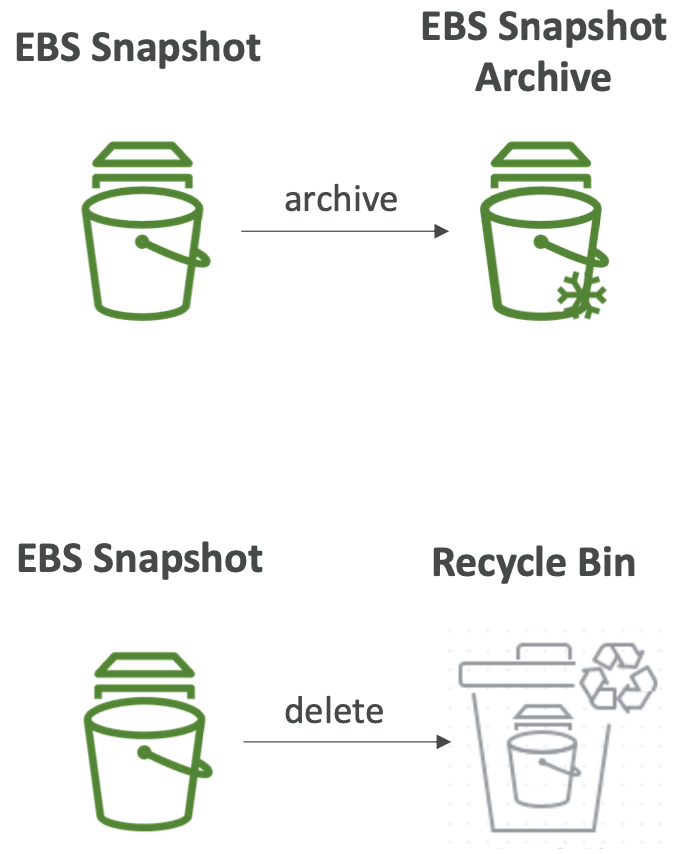 EBS Snapshot
EBS Snapshot
Archive
archive
EBS Snapshot
Recycle Bin
delete